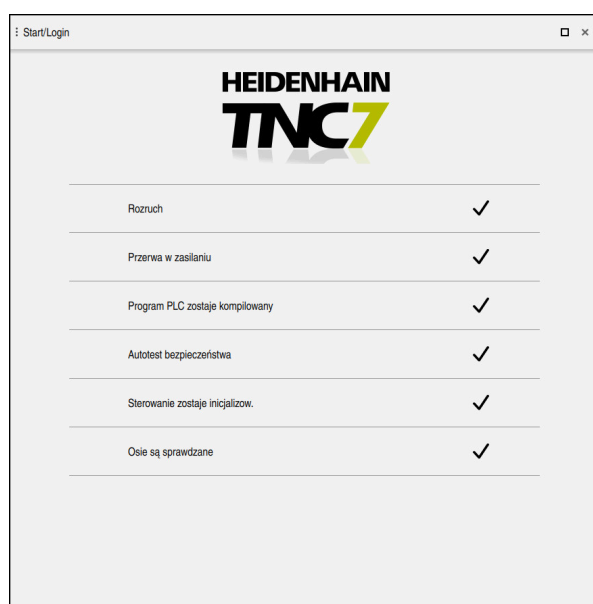 Start/Login
HEIDENHAIN
TNC7
Rozruch
Przerwa w zasilaniu
Program PLC zostaje kompilowany
Autotest bezpieczeństwa
Sterowanie zostaje inicjalizow.
Osie są sprawdzane